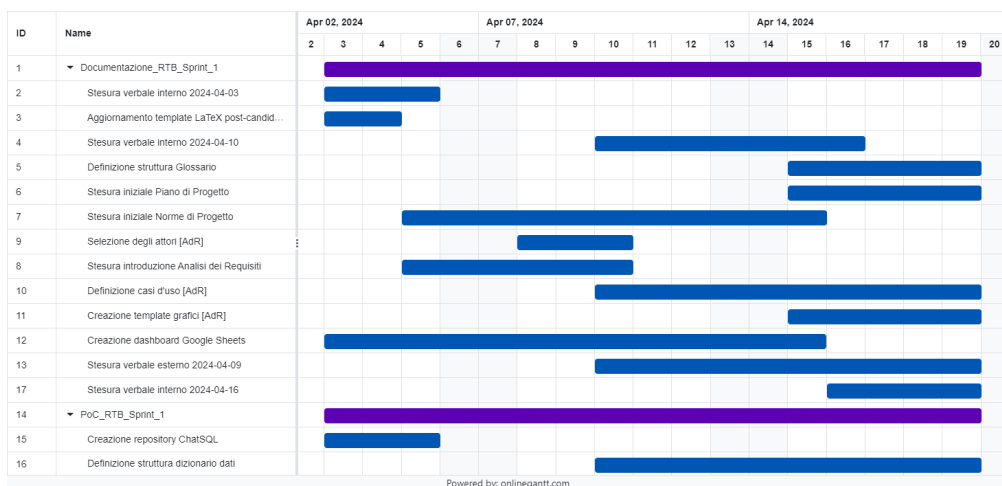 ID Name Apr 02, 2024 Apr 07, 2024 Apr 14, 2024
2 3 4 5 6 7 8 9 10 11 12 13 14 15 16 17 18 19 20
1 Documentazione_RTB_Sprint_1
2 Stesura verbale interno 2024-04-03
3 Aggiornamento template LaTeX post-candid...
4 Stesura verbale interno 2024-04-10
5 Definizione struttura Glossario
6 Stesura iniziale Piano di Progetto
7 Stesura iniziale Norme di Progetto
9 Selezione degli attori [AdR]
8 Stesura introduzione Analisi dei Requisiti
10 Definizione casi d'uso [AdR]
11 Creazione template grafici [AdR]
12 Creazione dashboard Google Sheets
13 Stesura verbale esterno 2024-04-09
17 Stesura verbale interno 2024-04-16
14 PoC_RTB_Sprint_1
15 Creazione repository ChatSQL
16 Definizione struttura dizionario dati
Powered by: onlinegantt.com